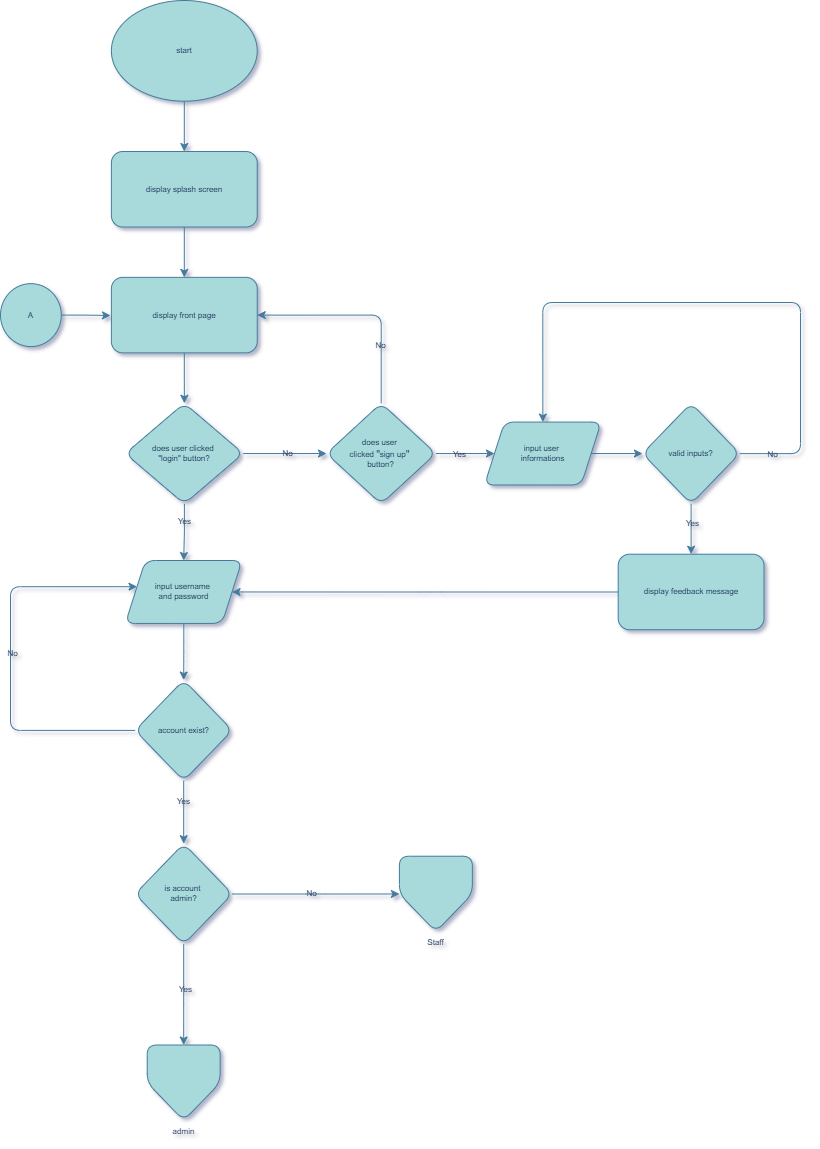 start
display splash screen
A
display front page
No
does user clicked
"login" button?
No
does user
clicked "sign up"
button?
Yes
input user
informations
valid inputs?
No
Yes
Yes
input username
and password
display feedback message
No
account exist?
Yes
is account
admin?
No
Staff
Yes
admin